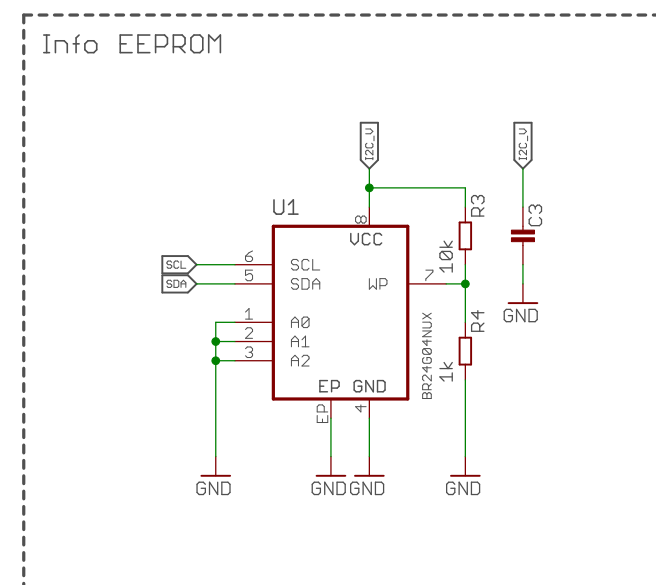 Info EEPROM
I2C_V
I2C_V
U1
8
VCC
R3
10k
C3
GND
SCL
6
SCL
SDA
5
SDA
WP
7
1
A0
2
A1
3
A2
BR24G04NUX
R4
1k
EP GND
EP
4
GND
GND
GND
GND